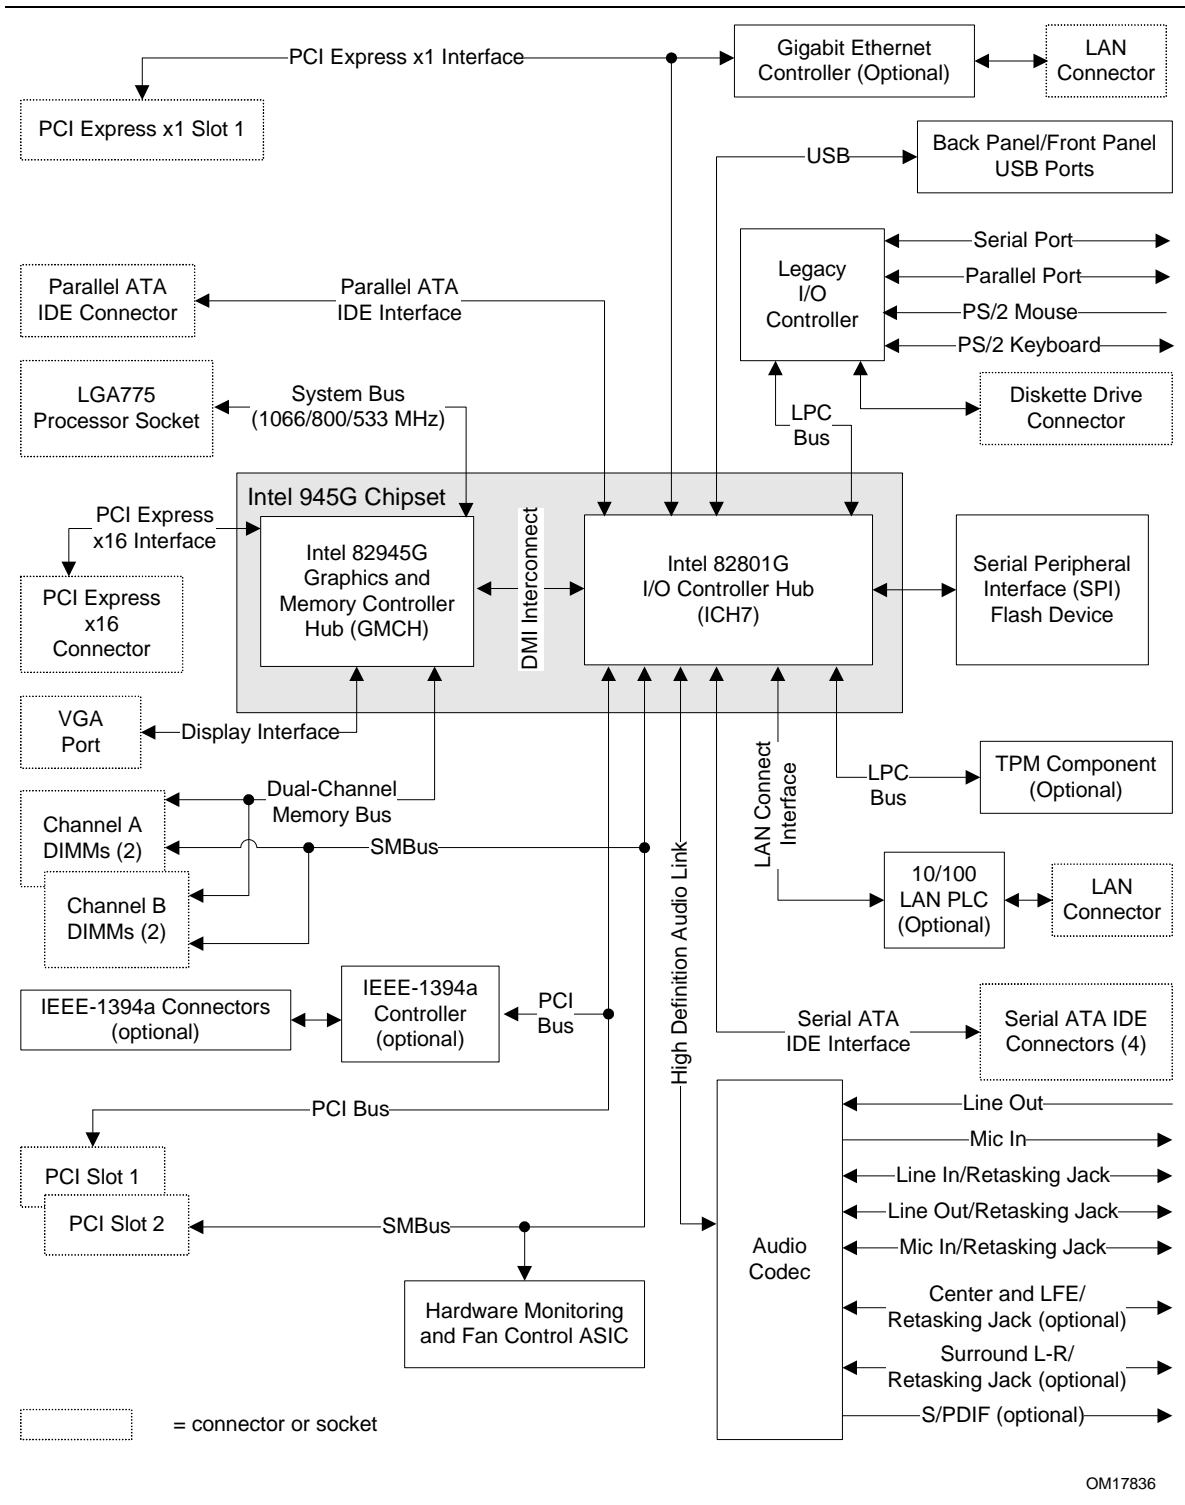 PCI Express x1 Interface
Gigabit Ethernet
Controller (Optional)
LAN
Connector
PCI Express x1 Slot 1
USB
Back Panel/Front Panel
USB Ports
Legacy
I/O
Controller
Serial Port
Parallel Port
PS/2 Mouse
PS/2 Keyboard
Parallel ATA
IDE Connector
Parallel ATA
IDE Interface
LGA775
Processor Socket
System Bus
(1066/800/533 MHz)
LPC
Bus
Diskette Drive
Connector
Intel 945G Chipset
PCI Express
x16 Interface
Intel 82945G
Graphics and
Memory Controller
Hub (GMCH)
DMI Interconnect
Intel 82801G
I/O Controller Hub
(ICH7)
Serial Peripheral
Interface (SPI)
Flash Device
PCI Express
x16
Connector
VGA
Port
Display Interface
LAN Connect
Interface
LPC
Bus
TPM Component
(Optional)
Dual-Channel
Memory Bus
Channel A
DIMMs (2)
SMBus
Channel B
DIMMs (2)
High Definition Audio Link
10/100
LAN PLC
(Optional)
LAN
Connector
IEEE-1394a Connectors
(optional)
IEEE-1394a
Controller
(optional)
PCI
Bus
Serial ATA
IDE Interface
Serial ATA IDE
Connectors (4)
PCI Bus
PCI Slot 1
PCI Slot 2
SMBus
Hardware Monitoring
and Fan Control ASIC
Audio
Codec
Line Out
Mic In
Line In/Retasking Jack
Line Out/Retasking Jack
Mic In/Retasking Jack
Center and LFE/
Retasking Jack (optional)
Surround L-R/
Retasking Jack (optional)
S/PDIF (optional)
= connector or socket
OM17836